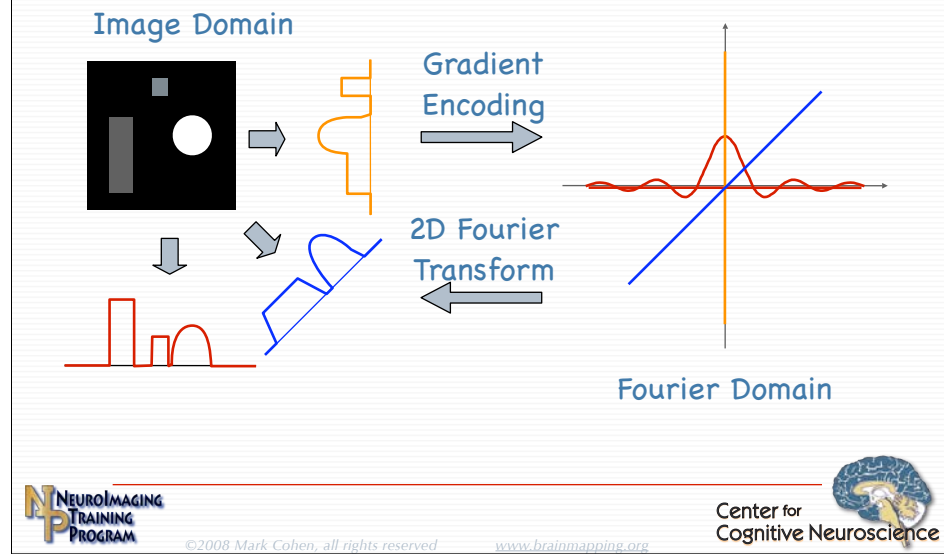 Image Domain
Gradient
Encoding
2D Fourier
Transform
Fourier Domain
NeuroImaging
Training
Program
©2008 Mark Cohen, all rights reserved
www.brainmapping.org
Center for
Cognitive Neuroscience